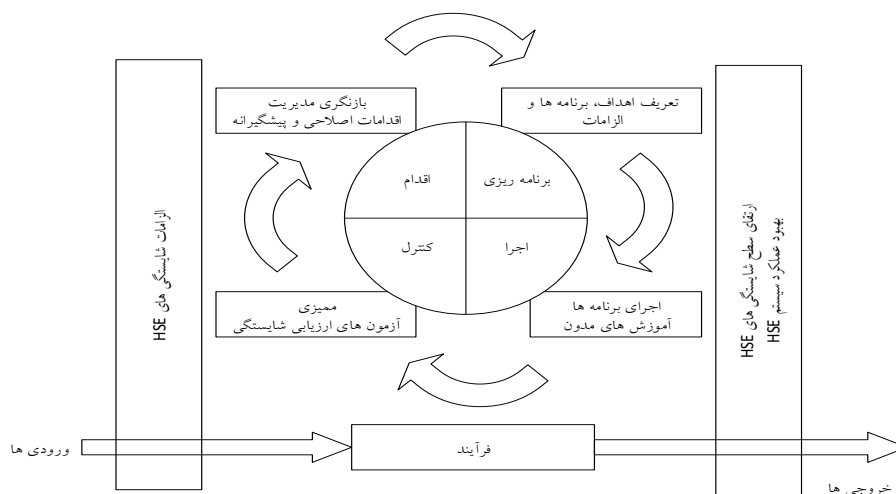 بازنگری مدیریت
اقدامات اصلاحی و پیشگیرانه
تعریف اهداف، برنامه ها و
الزامات
اقدام
برنامه ریزی
کنترل
اجرا
ممیزی
آزمون های ارزیابی شایستگی
اجرای برنامه ها
آموزش های مدون
الزامات شایستگی های HSE
ارتقای سطح شایستگی های HSE
بهبود عملکرد سیستم HSE
ورودی ها
فرآیند
خروجی ها